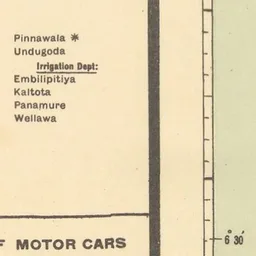 Pinnawala *
Undugoda
Irrigation Dept:
Embilipitiya
Kaltota
Panamure
Wellawa
F MOTOR CARS
6° 30'